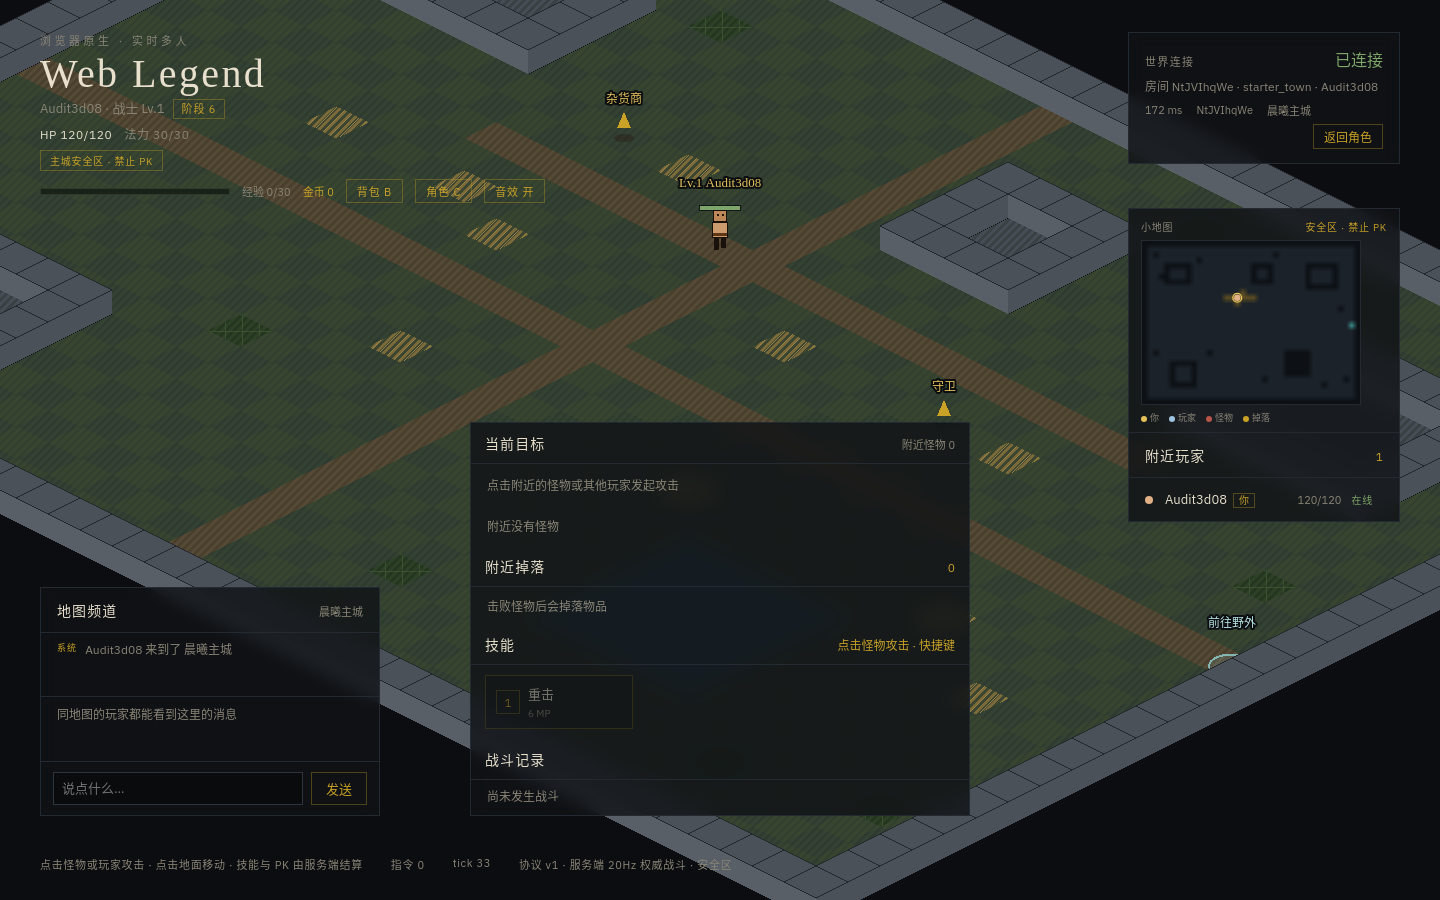 浏览器原生 · 实时多人
Web Legend
Audit3d08 · 战士 Lv.1 阶段 6
HP 120/120 法力 30/30
主城安全区 · 禁止 PK
经验 0/30 金币 0 背包 B 角色 C 音效 开
杂货商
Lv.1 Audit3d08
守卫
前往野外
世界连接 已连接
房间 NtJVIhqWe · starter_town · Audit3d08
172 ms NtJVIhqWe 晨曦主城
返回角色
小地图 安全区 · 禁止 PK
你 玩家 怪物 掉落
附近玩家 1
Audit3d08 你 120/120 在线
当前目标 附近怪物 0
点击附近的怪物或其他玩家发起攻击
附近没有怪物
附近掉落 0
击败怪物后会掉落物品
技能 点击怪物攻击 · 快捷键
1 重击
6 MP
战斗记录
尚未发生战斗
地图频道 晨曦主城
系统 Audit3d08 来到了 晨曦主城
同地图的玩家都能看到这里的消息
说点什么... 发送
点击怪物或玩家攻击 · 点击地面移动 · 技能与 PK 由服务端结算 指令 0 tick 33 协议 v1 · 服务端 20Hz 权威战斗 · 安全区